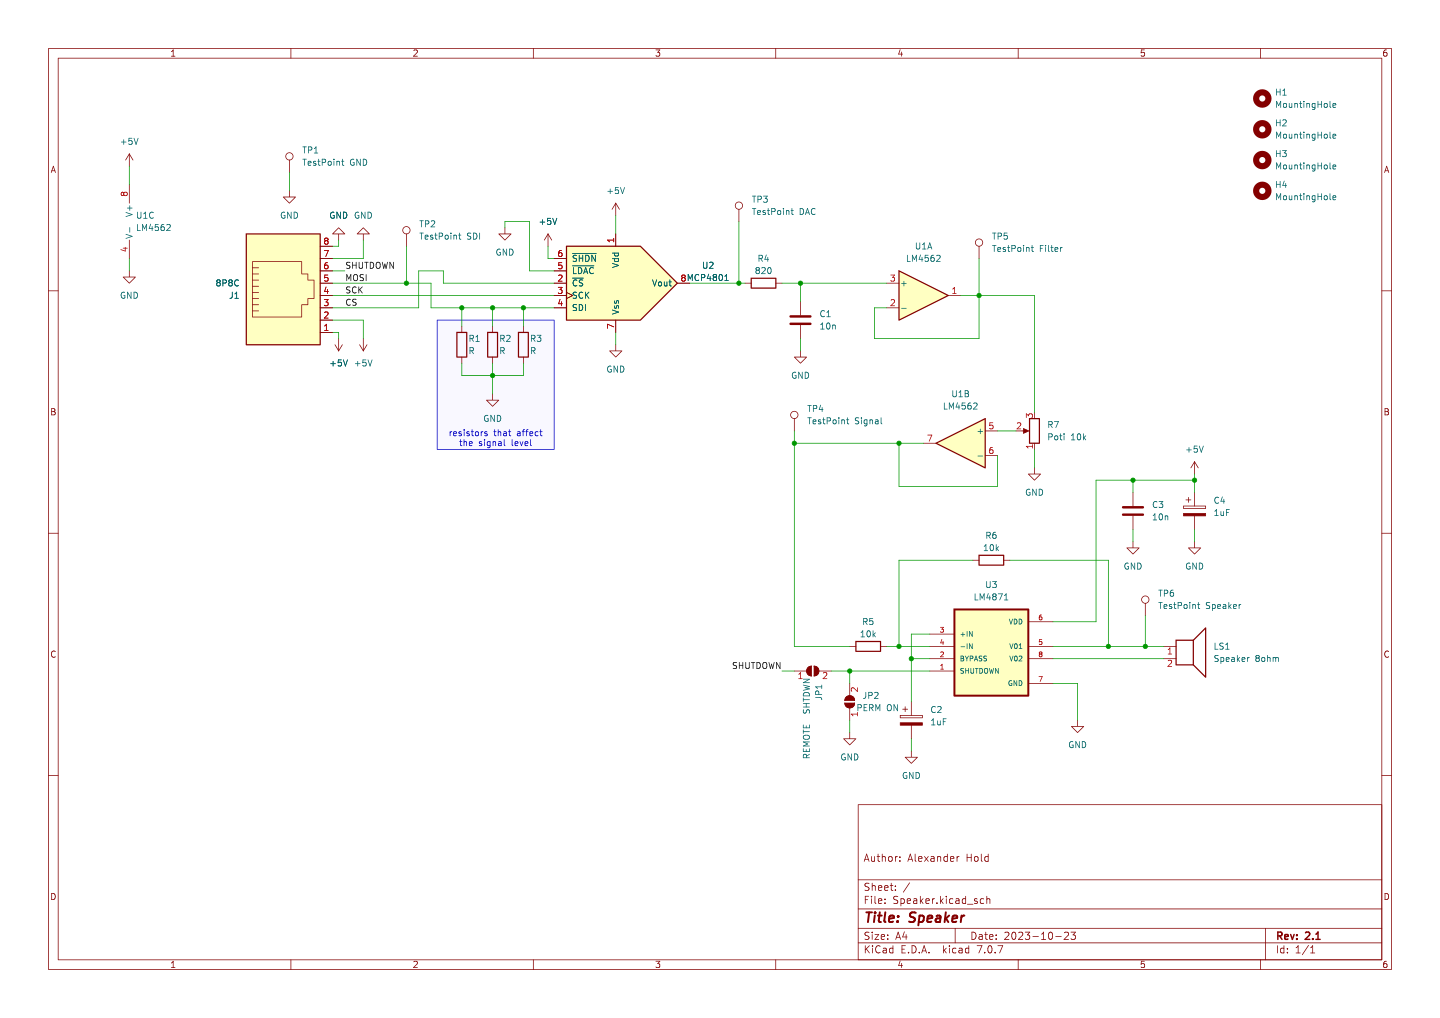 1 2 3 4 5 6
A
B
C
D
A
B
C
D
1 2 3 4 5 6
H1
MountingHole
H2
MountingHole
H3
MountingHole
H4
MountingHole
+5V
8
V+
U1C
LM4562
V-
4
GND
TP1
TestPoint GND
GND
GND GND
8
7
6 SHUTDOWN
5 MOSI
4 SCK
3 CS
2
1
8P8C
J1
+5V +5V
TP2
TestPoint SDI
R1
R
R2
R
R3
R
GND
resistors that affect
the signal level
GND
+5V
+5V
1
Vdd
6 SHDN
5 LDAC
2 CS
3 SCK
4 SDI
Vout 8
Vss
7
GND
U2
MCP4801
TP3
TestPoint DAC
R4
820
C1
10n
GND
U1A
LM4562
3 +
2 -
1
TP5
TestPoint Filter
U1B
LM4562
+ 5
- 6
7
TP4
TestPoint Signal
3
2
1
R7
Poti 10k
GND
+5V
C3
10n
+
C4
1uF
GND
GND
R6
10k
U3
LM4871
R5
10k
3 +IN
4 -IN
2 BYPASS
1 SHUTDOWN
VDD 6
VO1 5
VO2 8
GND 7
TP6
TestPoint Speaker
1
2
LS1
Speaker 8ohm
SHUTDOWN
1 2
JP1
REMOTE SHTDWN
2
1
JP2
PERM ON
GND
+
C2
1uF
GND
GND
Author: Alexander Hold
Sheet: /
File: Speaker.kicad_sch
Title: Speaker
Size: A4 Date: 2023-10-23 Rev: 2.1
KiCad E.D.A. kicad 7.0.7 Id: 1/1